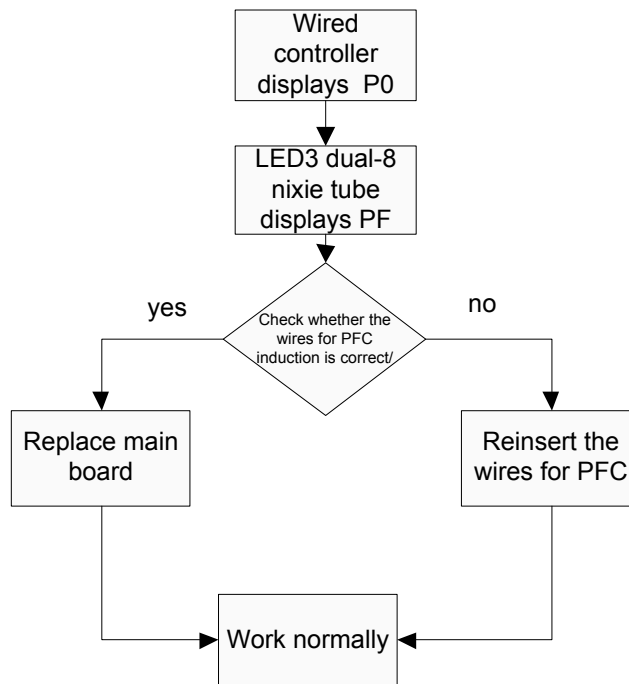 Wired
controller
displays P0
LED3 dual-8
nixie tube
displays PF
yes
no
Check whether the
wires for PFC
induction is correct/
Replace main
board
Reinsert the
wires for PFC
Work normally